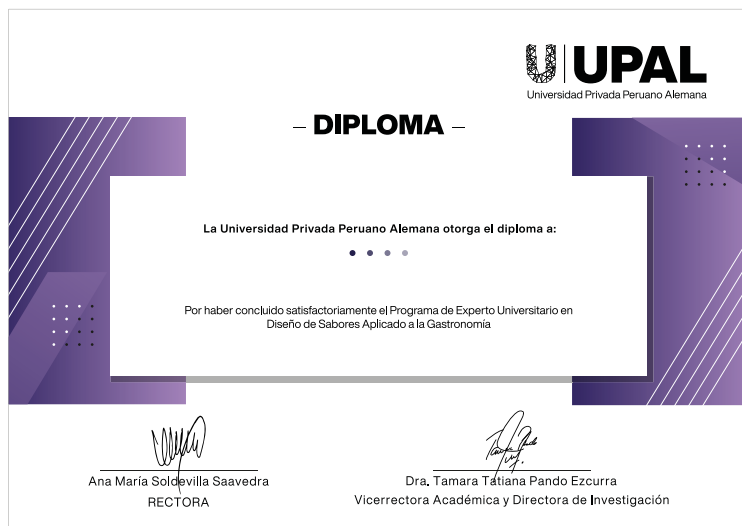 UPAL
Universidad Privada Peruano Alemana
– DIPLOMA –
La Universidad Privada Peruano Alemana otorga el diploma a:
Por haber concluido satisfactoriamente el Programa de Experto Universitario en
Diseño de Sabores Aplicado a la Gastronomía
Ana María Soldevilla Saavedra
RECTORA
Dra. Tamara Tatiana Pando Ezcurra
Vicerrectora Académica y Directora de Investigación